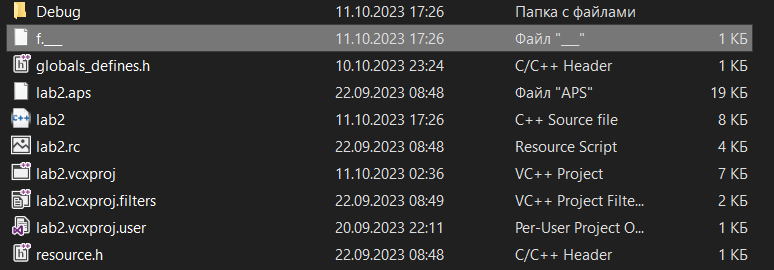 Debug 11.10.2023 17:26 Папка с файлами
f.___ 11.10.2023 17:26 Файл "___" 1 КБ
globals_defines.h 10.10.2023 23:24 C/C++ Header 1 КБ
lab2.aps 22.09.2023 08:48 Файл "APS" 19 КБ
lab2 11.10.2023 17:26 C++ Source file 8 КБ
lab2.rc 22.09.2023 08:48 Resource Script 4 КБ
lab2.vcxproj 11.10.2023 02:36 VC++ Project 7 КБ
lab2.vcxproj.filters 22.09.2023 08:49 VC++ Project Filte... 2 КБ
lab2.vcxproj.user 20.09.2023 22:11 Per-User Project O... 1 КБ
resource.h 22.09.2023 08:48 C/C++ Header 1 КБ